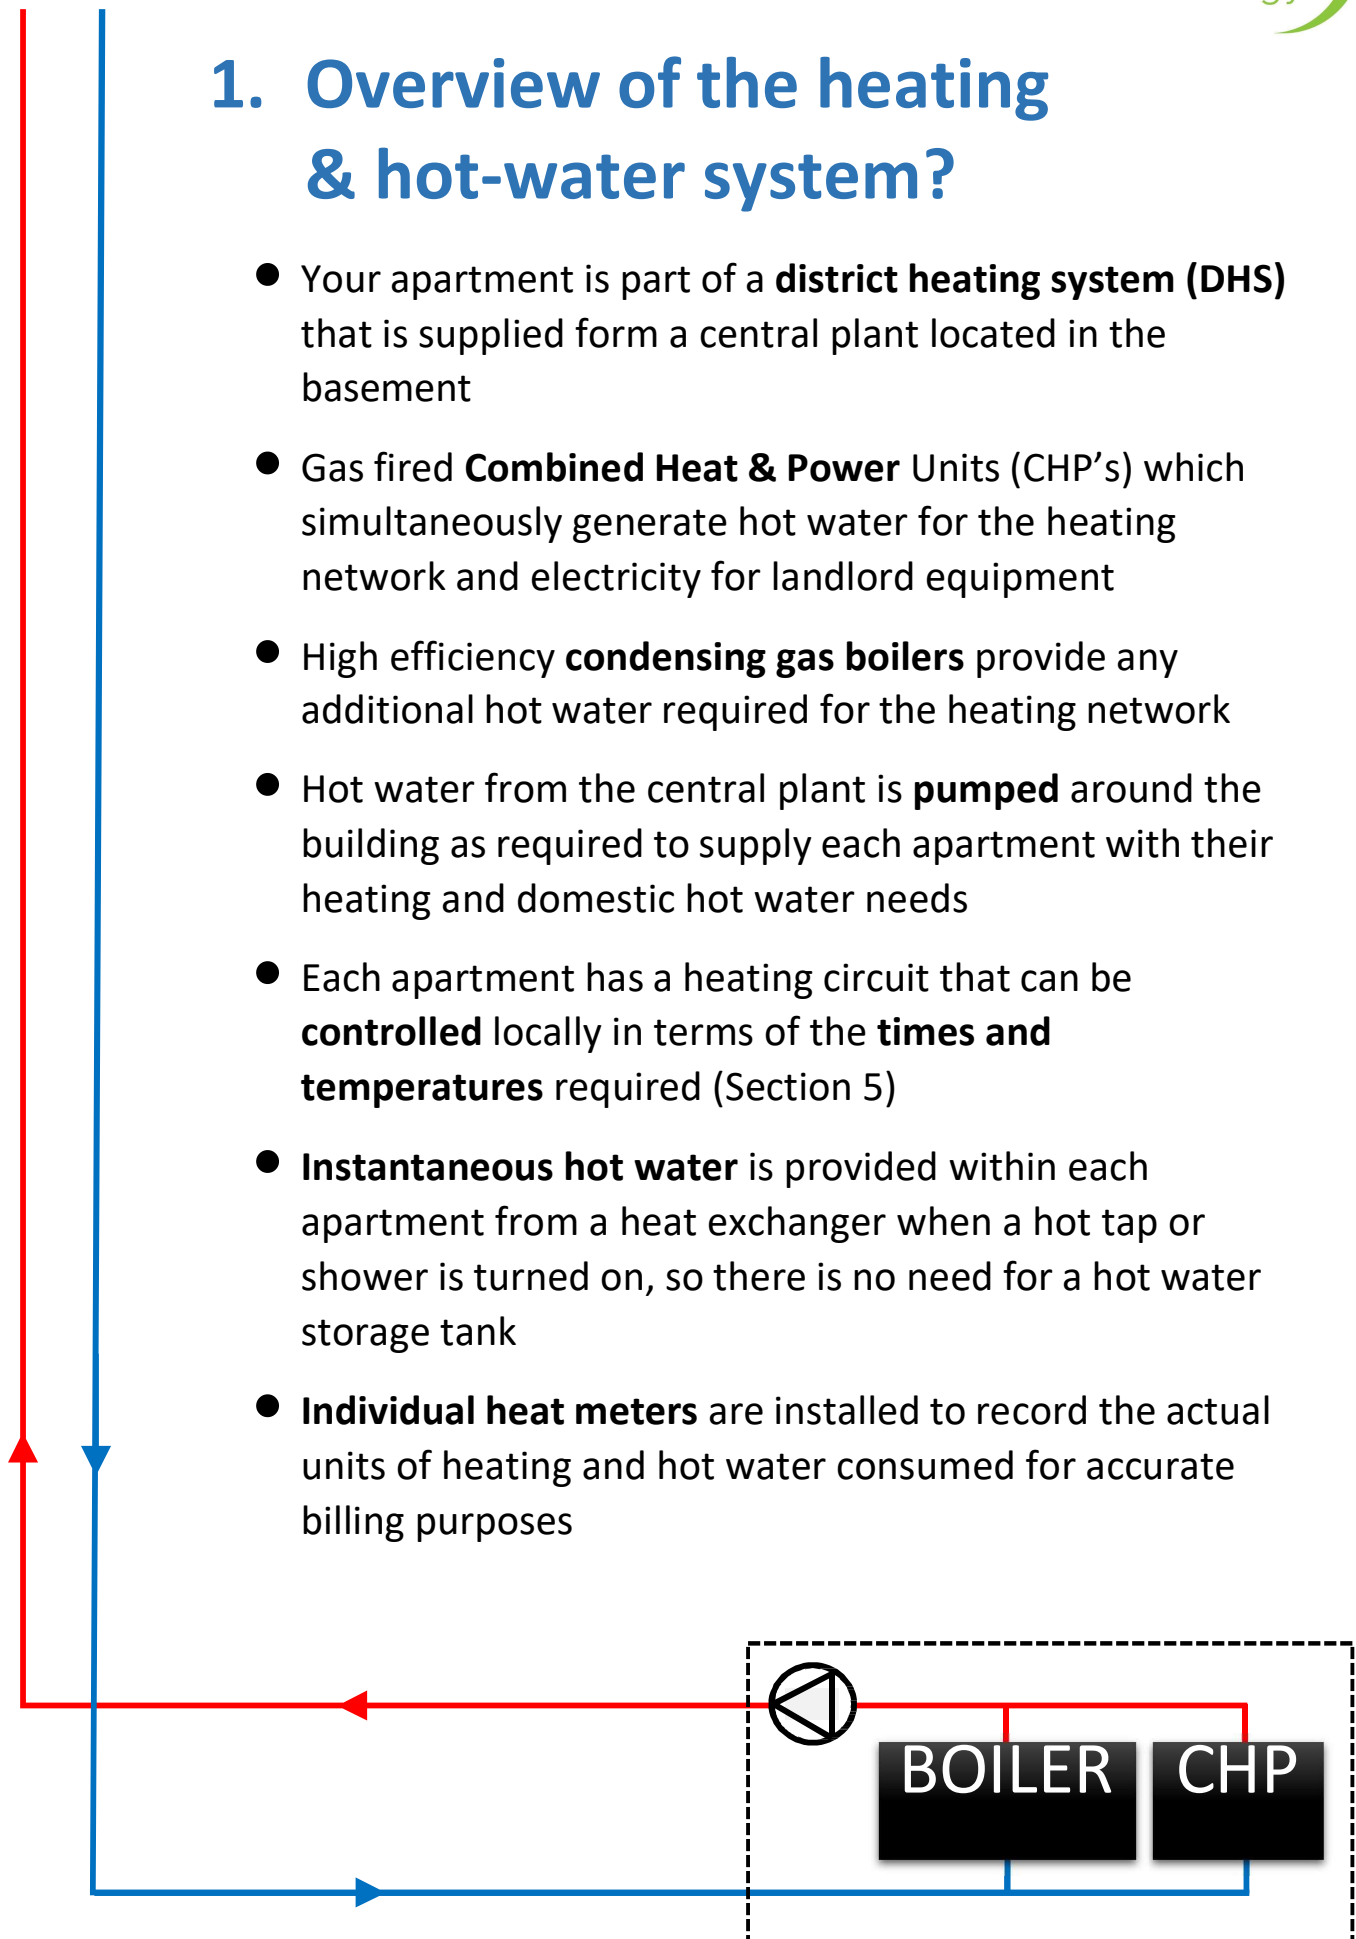 1. Overview of the heating
& hot-water system?
● Your apartment is part of a district heating system (DHS)
that is supplied form a central plant located in the
basement
● Gas fired Combined Heat & Power Units (CHP’s) which
simultaneously generate hot water for the heating
network and electricity for landlord equipment
● High efficiency condensing gas boilers provide any
additional hot water required for the heating network
● Hot water from the central plant is pumped around the
building as required to supply each apartment with their
heating and domestic hot water needs
● Each apartment has a heating circuit that can be
controlled locally in terms of the times and
temperatures required (Section 5)
● Instantaneous hot water is provided within each
apartment from a heat exchanger when a hot tap or
shower is turned on, so there is no need for a hot water
storage tank
● Individual heat meters are installed to record the actual
units of heating and hot water consumed for accurate
billing purposes
BOILER CHP